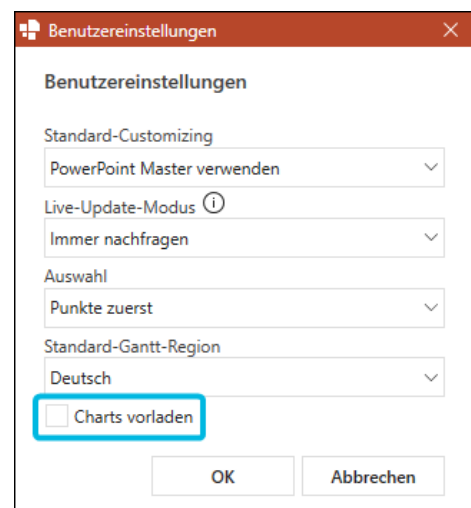 Benutzereinstellungen
Benutzereinstellungen
Standard-Customizing
PowerPoint Master verwenden
Live-Update-Modus
Immer nachfragen
Auswahl
Punkte zuerst
Standard-Gantt-Region
Deutsch
Charts vorladen
OK Abbrechen